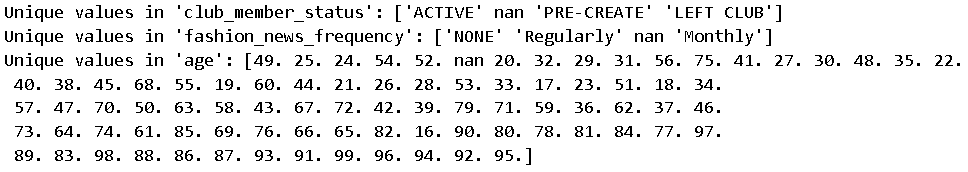 Unique values in 'club_member_status': ['ACTIVE' nan 'PRE-CREATE' 'LEFT CLUB']
Unique values in 'fashion_news_frequency': ['NONE' 'Regularly' nan 'Monthly']
Unique values in 'age': [49. 25. 24. 54. 52. nan 20. 32. 29. 31. 56. 75. 41. 27. 30. 48. 35. 22.
40. 38. 45. 68. 55. 19. 60. 44. 21. 26. 28. 53. 33. 17. 23. 51. 18. 34.
57. 47. 70. 50. 63. 58. 43. 67. 72. 42. 39. 79. 71. 59. 36. 62. 37. 46.
73. 64. 74. 61. 85. 69. 76. 66. 65. 82. 16. 90. 80. 78. 81. 84. 77. 97.
89. 83. 98. 88. 86. 87. 93. 91. 99. 96. 94. 92. 95.]